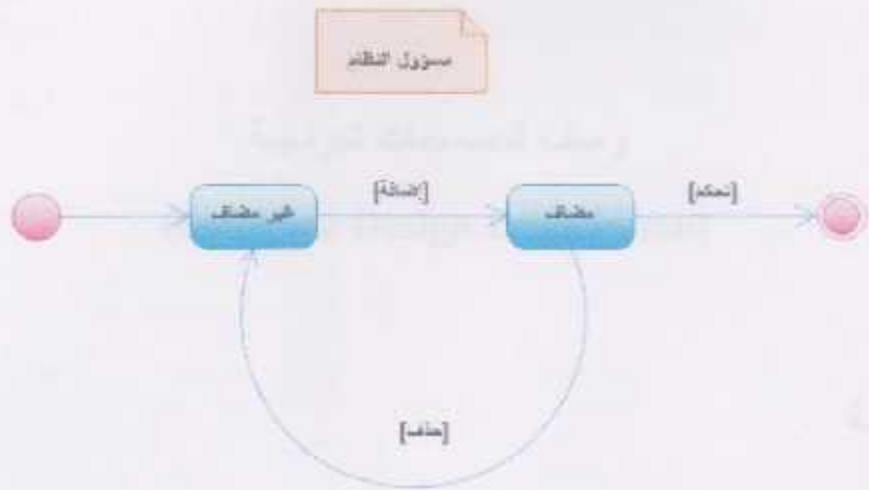 مسؤول النظام
[إضافة]
[تحكم]
غير مضاف
مضاف
[حذف]